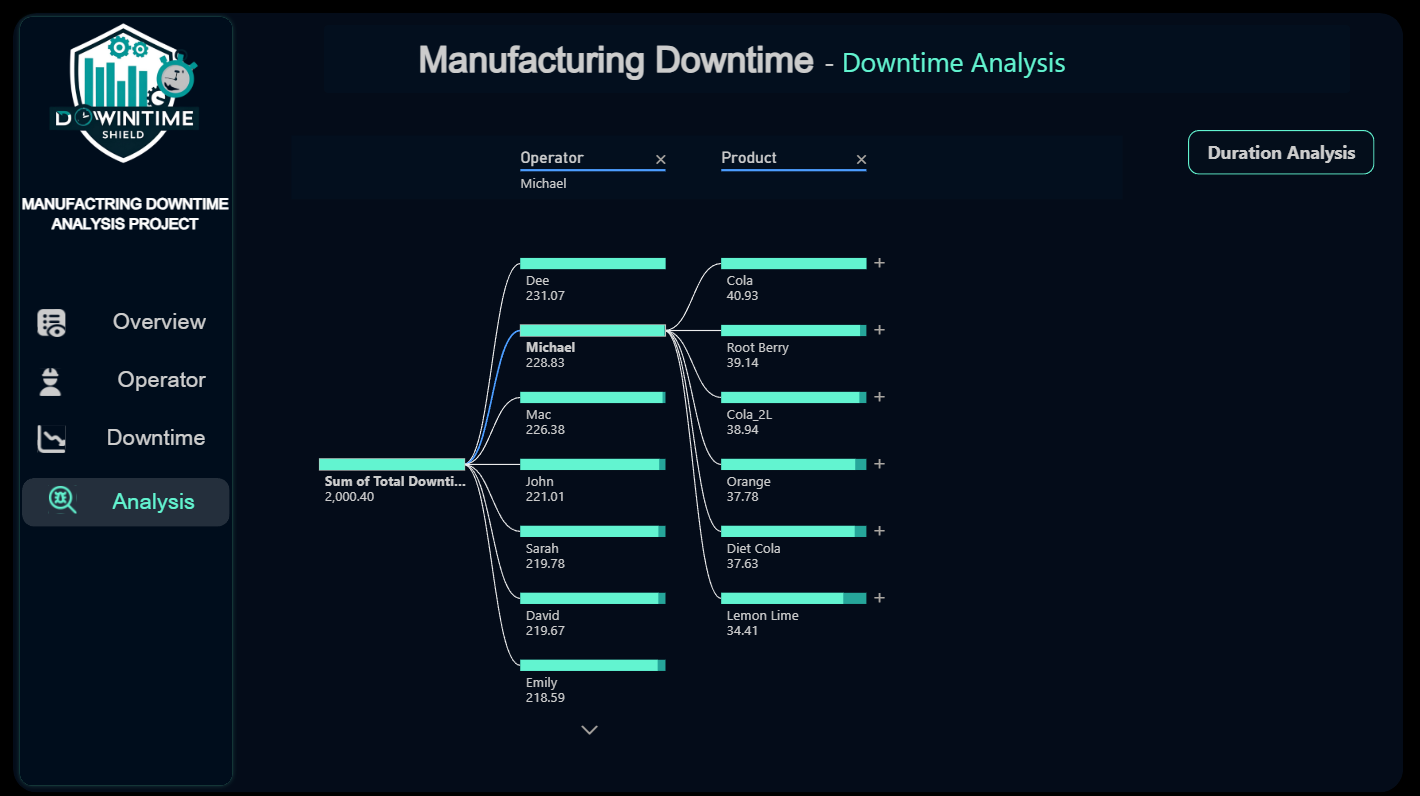 DOWINITIME
SHIELD
MANUFACTRING DOWNTIME
ANALYSIS PROJECT
Overview
Operator
Downtime
Analysis
Manufacturing Downtime - Downtime Analysis
Duration Analysis
Operator × Product ×
Michael
Sum of Total Downti...
2,000.40
Dee
231.07
Michael
228.83
Mac
226.38
John
221.01
Sarah
219.78
David
219.67
Emily
218.59
Cola
40.93
Root Berry
39.14
Cola_2L
38.94
Orange
37.78
Diet Cola
37.63
Lemon Lime
34.41